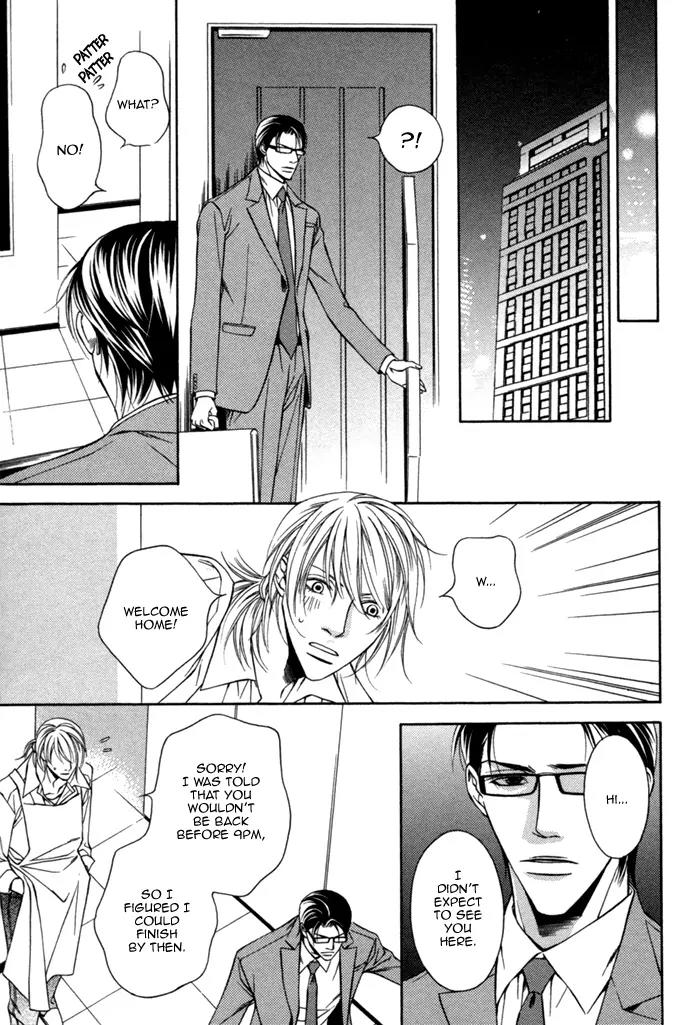 ?!
PATTER
PATTER
WHAT?
NO!
W...
WELCOME
HOME!
HI...
I
DIDN'T
EXPECT
TO SEE
YOU
HERE.
SORRY!
I WAS TOLD
THAT YOU
WOULDN'T
BE BACK
BEFORE 9PM,
SO I
FIGURED I
COULD
FINISH
BY THEN.